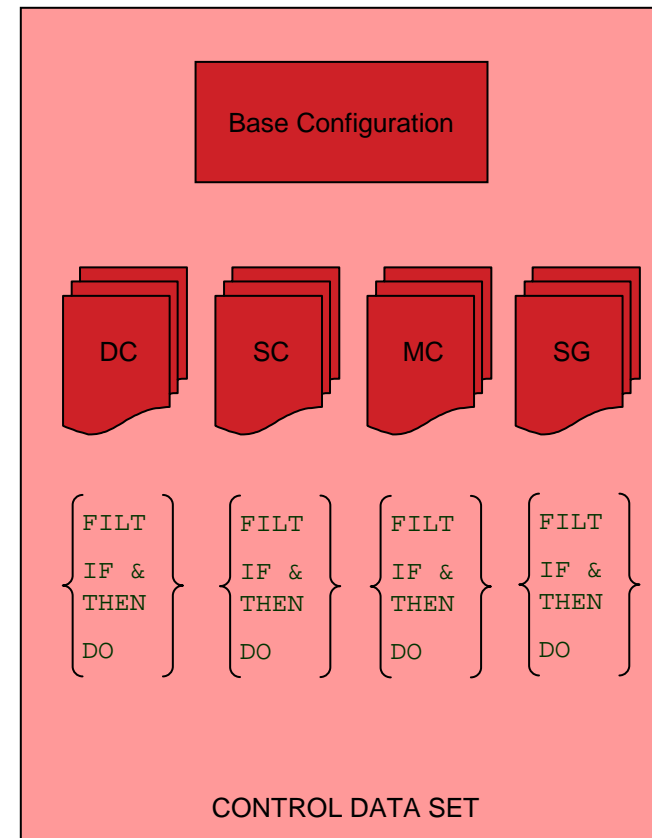 Base Configuration
DC
SC
MC
SG
FILT
IF &
THEN
DO
FILT
IF &
THEN
DO
FILT
IF &
THEN
DO
FILT
IF &
THEN
DO
CONTROL DATA SET